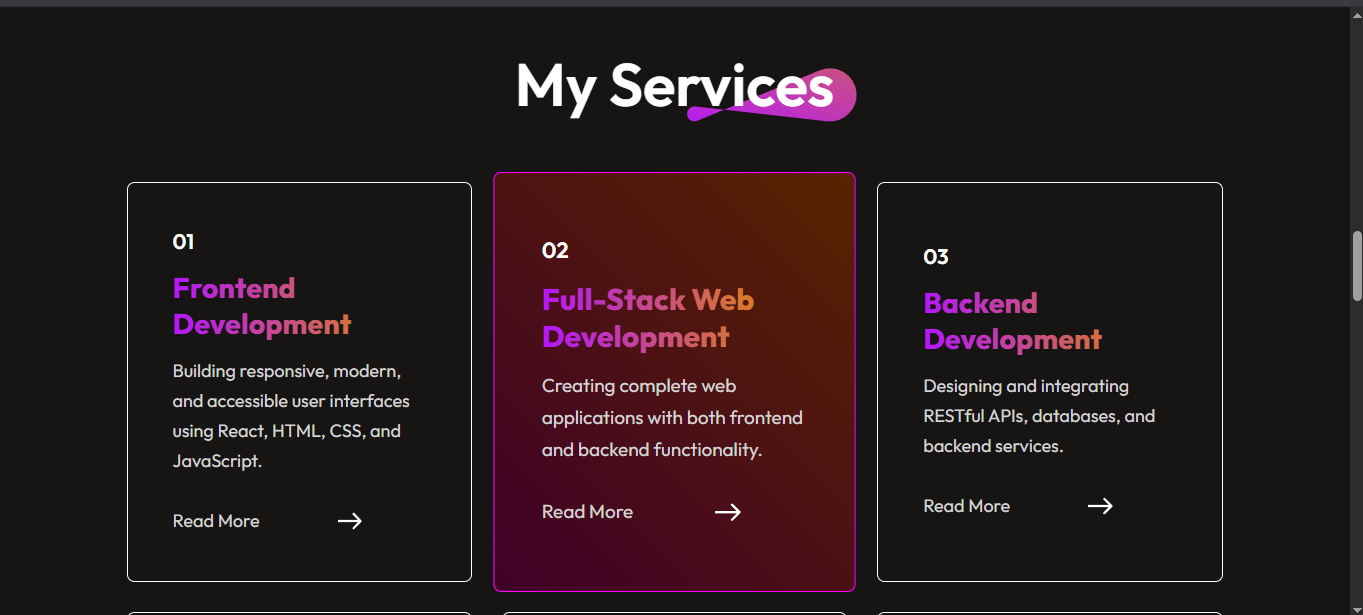 My Services
01
Frontend
Development
Building responsive, modern,
and accessible user interfaces
using React, HTML, CSS, and
JavaScript.
Read More
02
Full-Stack Web
Development
Creating complete web
applications with both frontend
and backend functionality.
Read More
03
Backend
Development
Designing and integrating
RESTful APIs, databases, and
backend services.
Read More